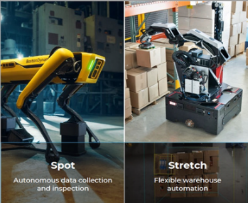 Spot
Autonomous data collection
and inspection
Stretch
Flexible warehouse
automation